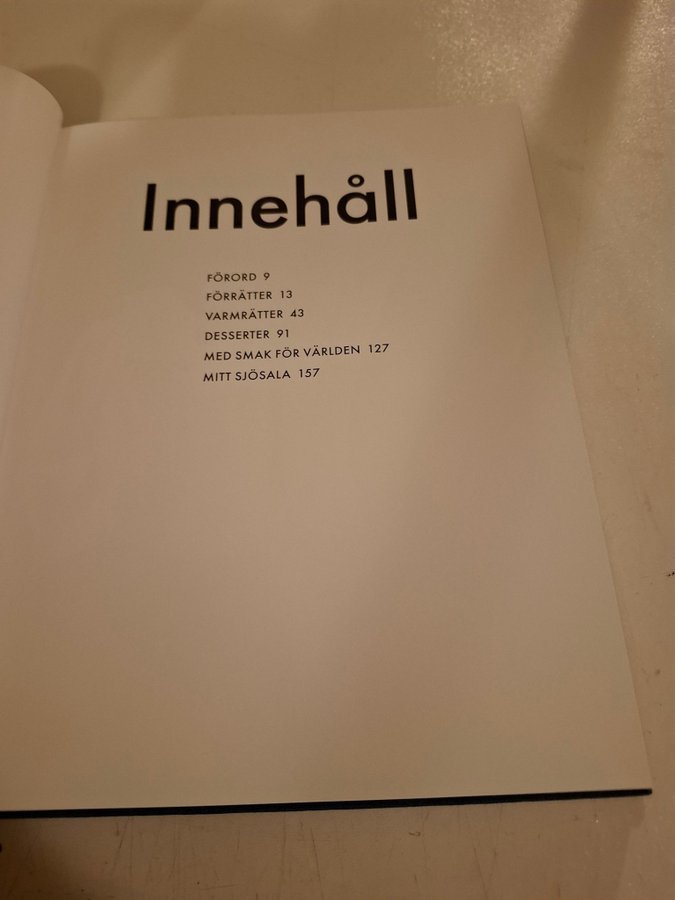 Innehåll
FÖRORD 9
FÖRRÄTTER 13
VARMRÄTTER 43
DESSERTER 91
MED SMAK FÖR VÄRLDEN 127
MITT SJÖSALA 157